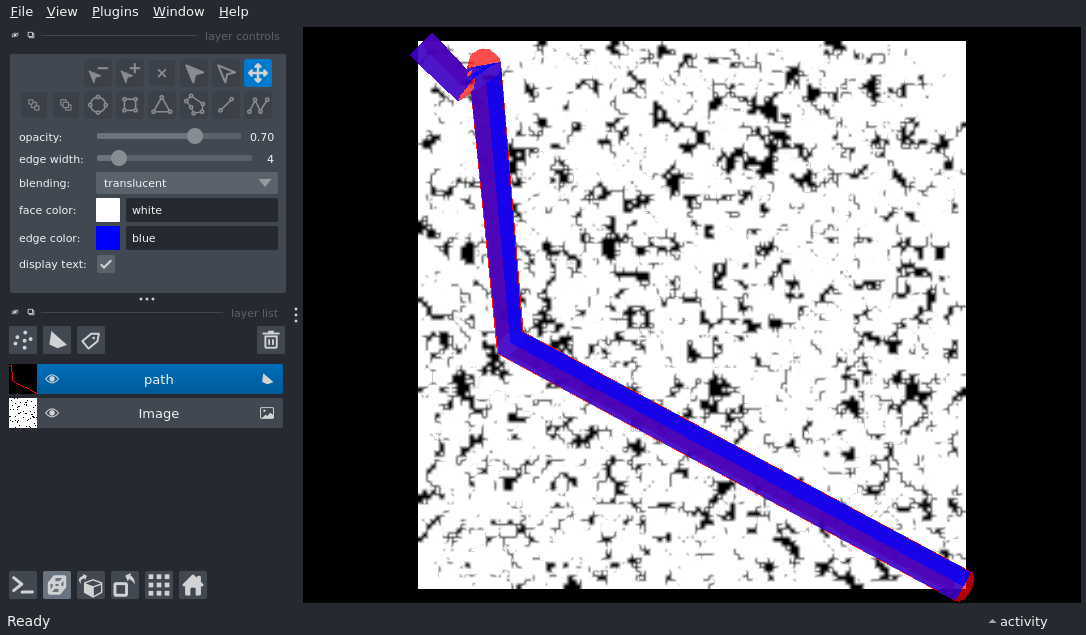 File View Plugins Window Help
layer controls
opacity: 0.70
edge width: 4
blending: translucent
face color: white
edge color: blue
display text:
layer list
path
Image
Ready
activity